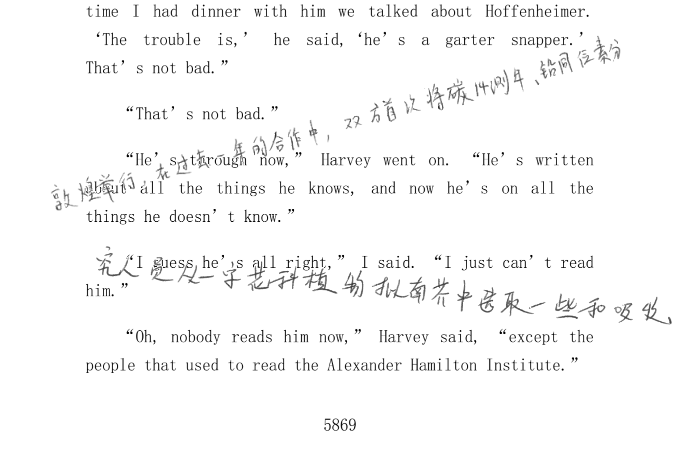 time I had dinner with him we talked about Hoffenheimer.
‘The trouble is,’ he said, ‘he’s a garter snapper.’
That’s not bad.”
“That’s not bad.”
敦煌举行,在过去一年的合作中,双方首次将碳14测年、铅同位素分
“He’s through now,” Harvey went on. “He’s written
about all the things he knows, and now he’s on all the
things he doesn’t know.”
“I guess he’s all right,” I said. “I just can’t read
him.”
究人员从一字花科植物拟南芥中选取一些和吸收
“Oh, nobody reads him now,” Harvey said, “except the
people that used to read the Alexander Hamilton Institute.”
5869